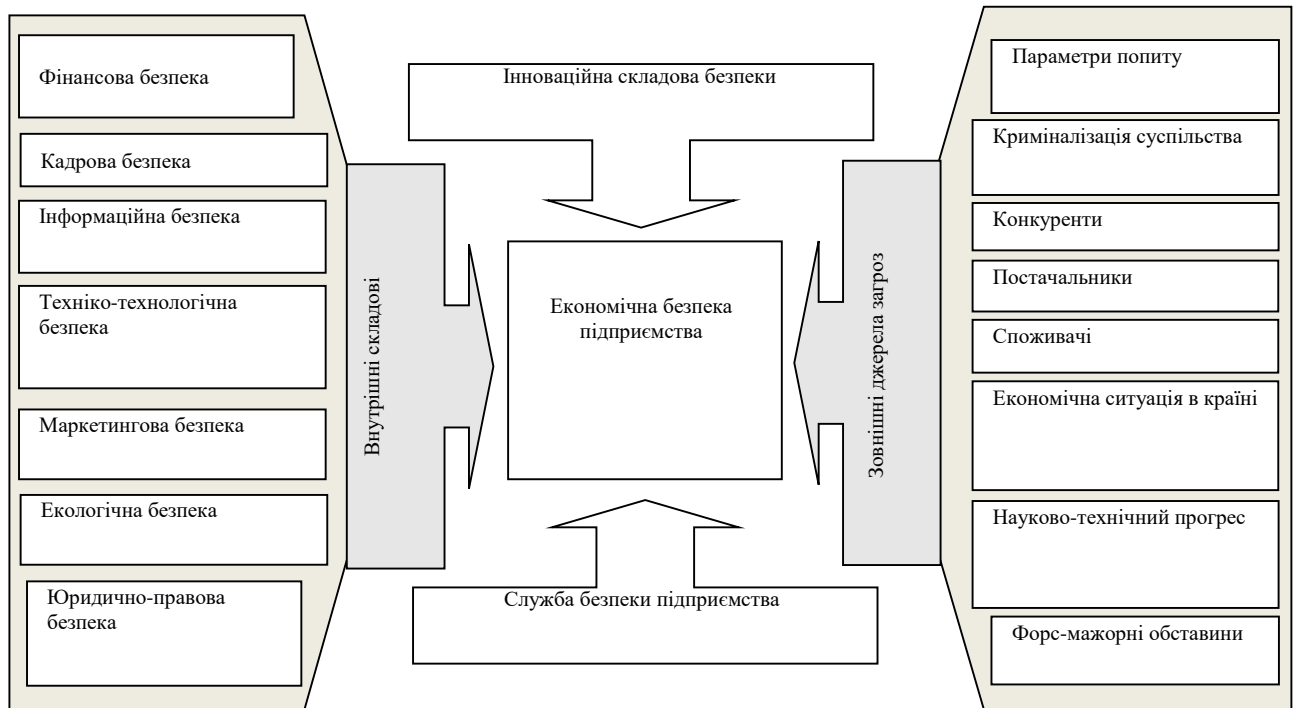 Фінансова безпека
Кадрова безпека
Інформаційна безпека
Техніко-технологічна
безпека
Маркетингова безпека
Екологічна безпека
Юридично-правова
безпека
Внутрішні складові
Інноваційна складова безпеки
Економічна безпека
підприємства
Служба безпеки підприємства
Зовнішні джерела загроз
Параметри попиту
Криміналізація суспільства
Конкуренти
Постачальники
Споживачі
Економічна ситуація в країні
Науково-технічний прогрес
Форс-мажорні обставини